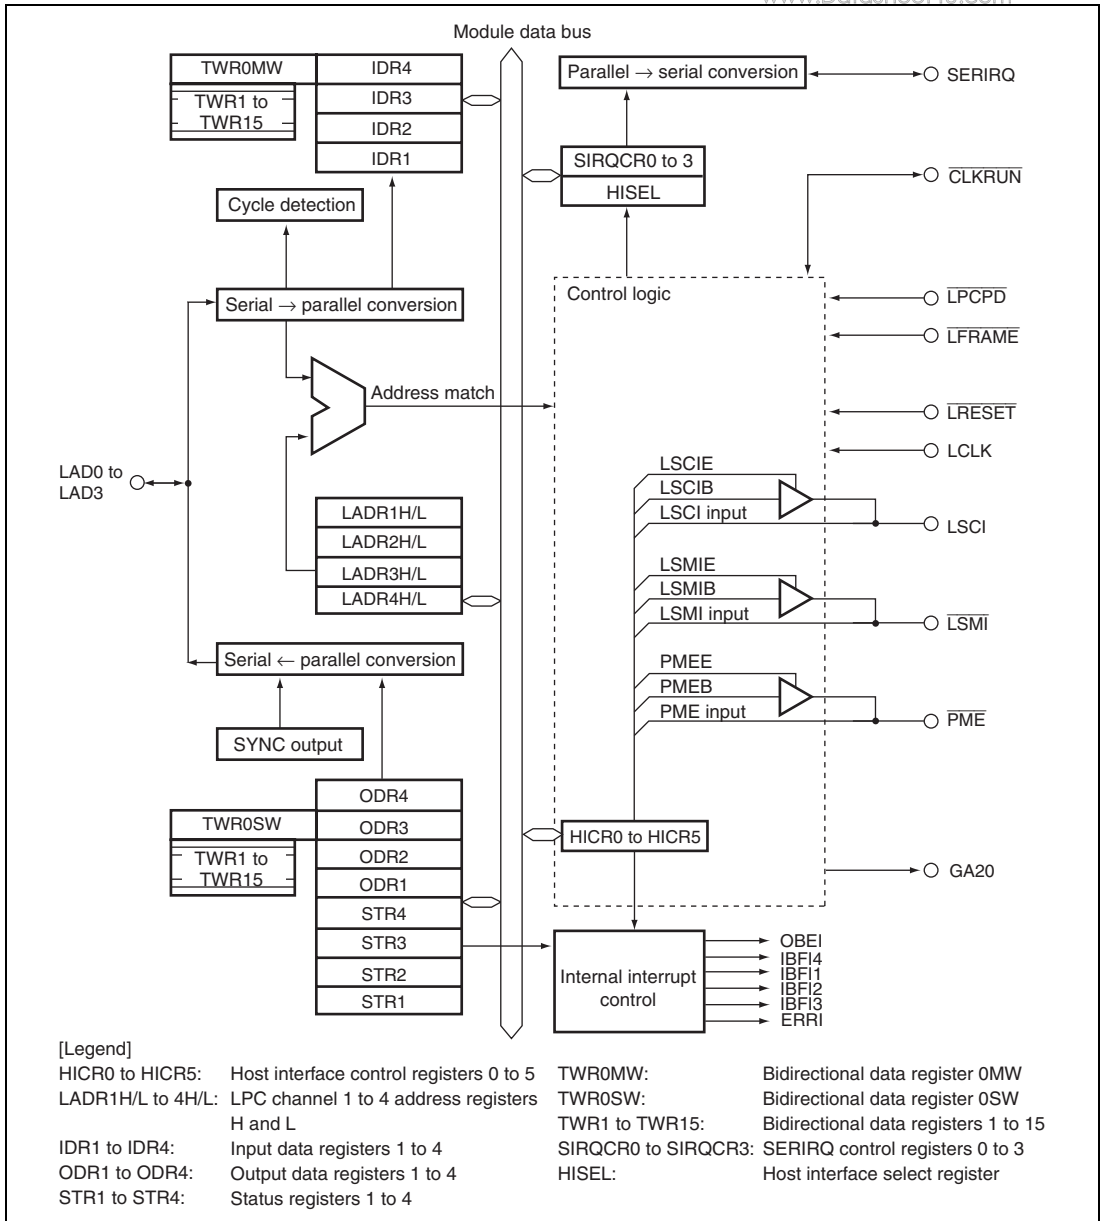 Module data bus
TWR0MW
TWR1 to
TWR15
IDR4
IDR3
IDR2
IDR1
Parallel → serial conversion
SERIRQ
SIRQCR0 to 3
HISEL
CLKRUN
Cycle detection
Serial → parallel conversion
Control logic
LPCPD
LFRAME
Address match
LRESET
LCLK
LAD0 to
LAD3
LSCIE
LSCIB
LSCI input
LSCI
LADR1H/L
LADR2H/L
LADR3H/L
LADR4H/L
LSMIE
LSMIB
LSMI input
LSMI
Serial ← parallel conversion
PMEE
PMEB
PME input
PME
SYNC output
ODR4
TWR0SW
ODR3
TWR1 to
TWR15
ODR2
ODR1
STR4
STR3
STR2
STR1
HICR0 to HICR5
GA20
Internal interrupt
control
OBEI
IBFI4
IBFI1
IBFI2
IBFI3
ERRI
[Legend]
HICR0 to HICR5: Host interface control registers 0 to 5
LADR1H/L to 4H/L: LPC channel 1 to 4 address registers
H and L
IDR1 to IDR4: Input data registers 1 to 4
ODR1 to ODR4: Output data registers 1 to 4
STR1 to STR4: Status registers 1 to 4
TWR0MW: Bidirectional data register 0MW
TWR0SW: Bidirectional data register 0SW
TWR1 to TWR15: Bidirectional data registers 1 to 15
SIRQCR0 to SIRQCR3: SERIRQ control registers 0 to 3
HISEL: Host interface select register